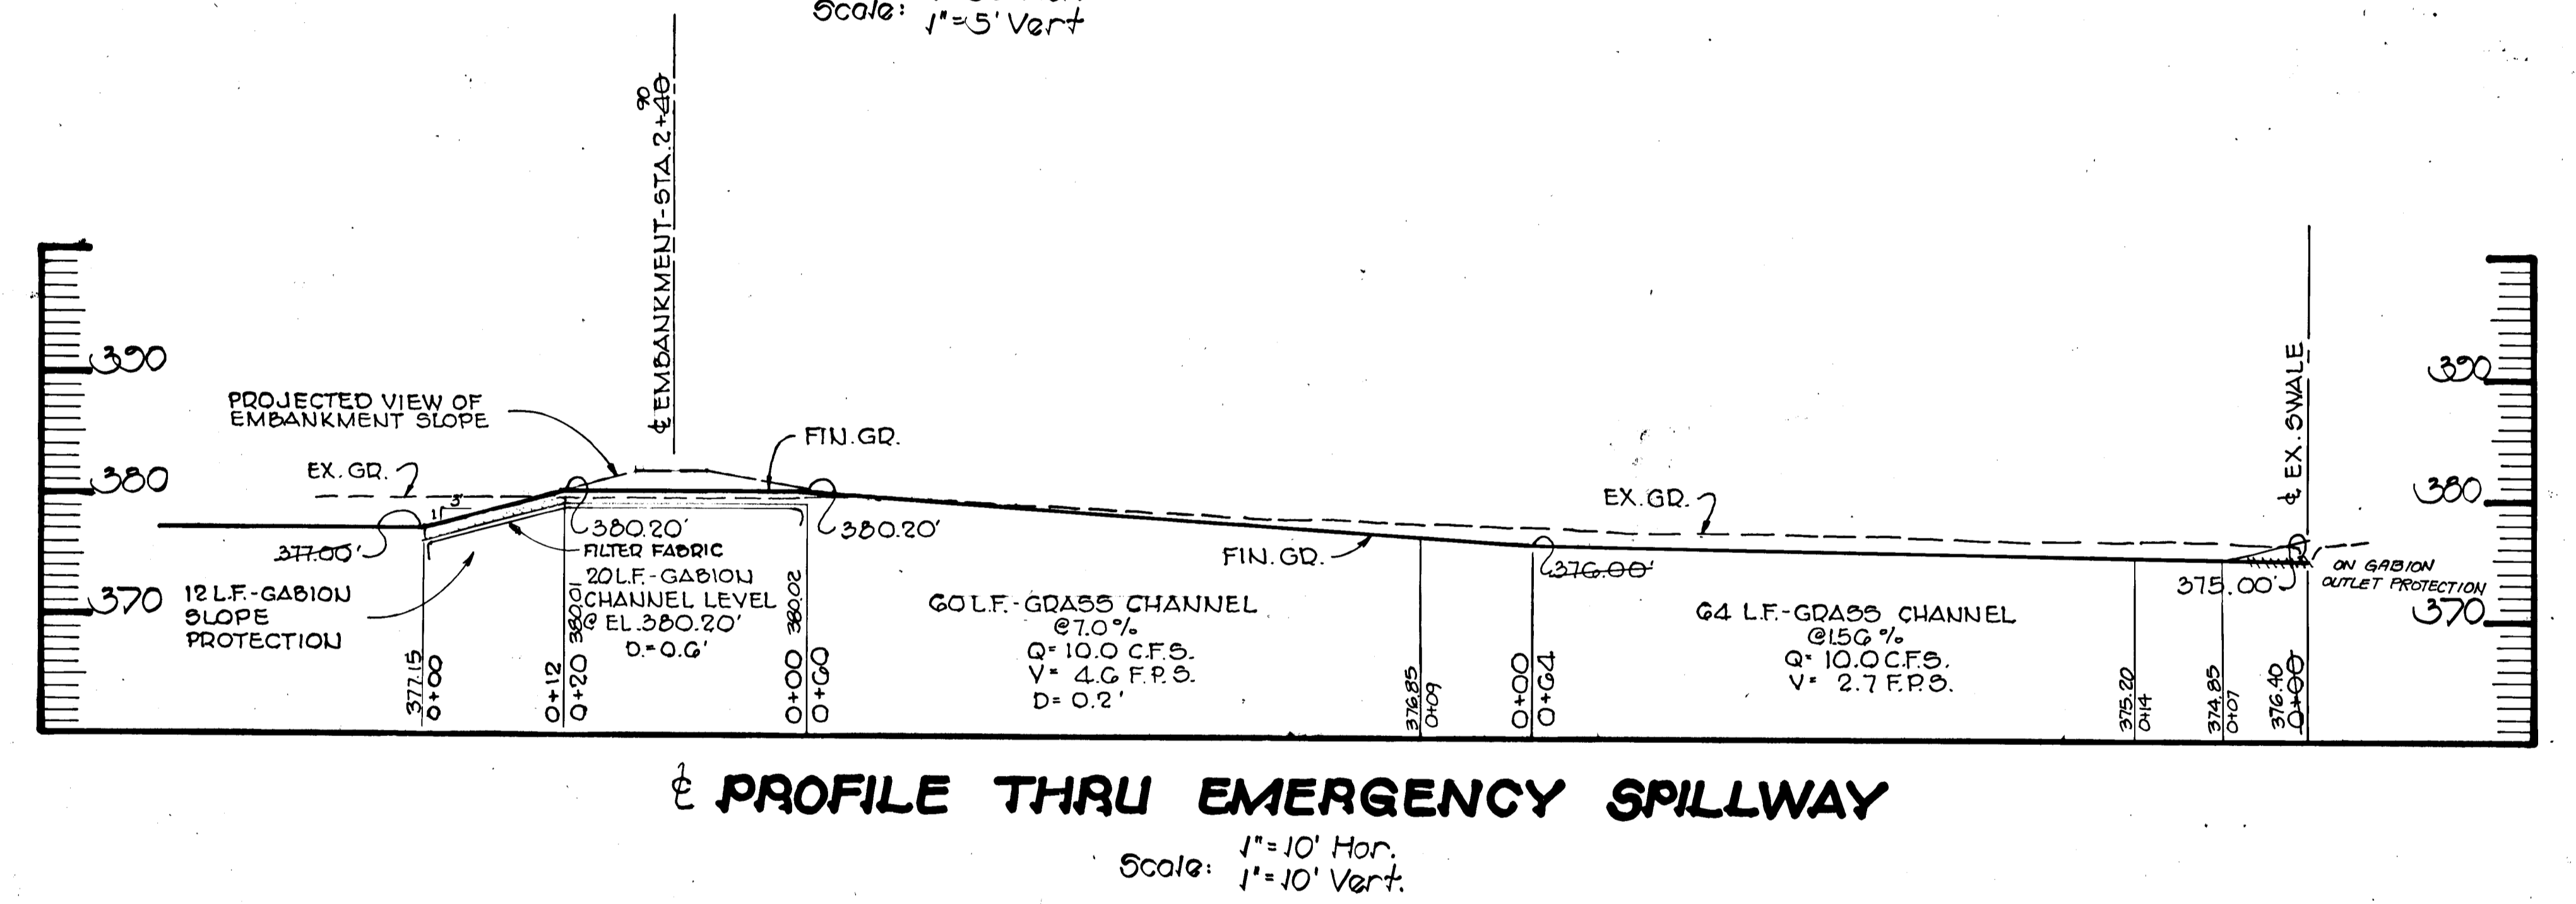 Scale:
1"=5' Vert
90
℄ EMBANKMENT-STA.2+40
390
390
PROJECTED VIEW OF
EMBANKMENT SLOPE
FIN.GR.
℄ EX. SWALE
380
EX.GR.
1
3
EX.GR.
380
377.00'
380.20'
380.20'
FILTER FABRIC
FIN.GR.
376.00'
375.00'
ON GABION
OUTLET PROTECTION
370
12 L.F.-GABION
SLOPE
PROTECTION
20 L.F.-GABION
CHANNEL LEVEL
@ EL.380.20'
D.=0.6'
60 L.F.-GRASS CHANNEL
@7.0%
Q= 10.0 C.F.S.
V= 4.6 F.P.S.
D= 0.2'
64 L.F.-GRASS CHANNEL
@1.56%
Q= 10.0 C.F.S.
V= 2.7 F.P.S.
370
377.15
0+00
0+12
0+20 380.01
0+00 380.02
0+60
376.85
0+09
0+00
0+64
375.20
0+14
374.85
0+07
376.40
0+00
℄ PROFILE THRU EMERGENCY SPILLWAY
Scale: 1"=10' Hor.
1"=10' Vert.